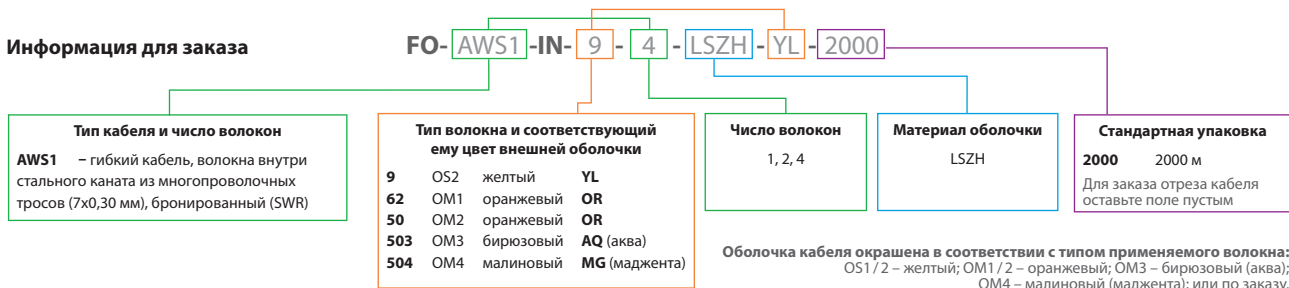 Информация для заказа
FO- AWS1 -IN- 9 - 4 - LSZH - YL - 2000
Тип кабеля и число волокон
AWS1 – гибкий кабель, волокна внутри
стального каната из многопроволочных
тросов (7x0,30 мм), бронированный (SWR)
Тип волокна и соответствующий
ему цвет внешней оболочки
9 OS2 желтый YL
62 OM1 оранжевый OR
50 OM2 оранжевый OR
503 OM3 бирюзовый AQ (аква)
504 OM4 малиновый MG (маджента)
Число волокон
1, 2, 4
Материал оболочки
LSZH
Стандартная упаковка
2000 2000 м
Для заказа отреза кабеля
оставьте поле пустым
Оболочка кабеля окрашена в соответствии с типом применяемого волокна:
OS1/2 – желтый; OM1/2 – оранжевый; OM3 – бирюзовый (аква);
OM4 – малиновый (маджента); или по заказу.